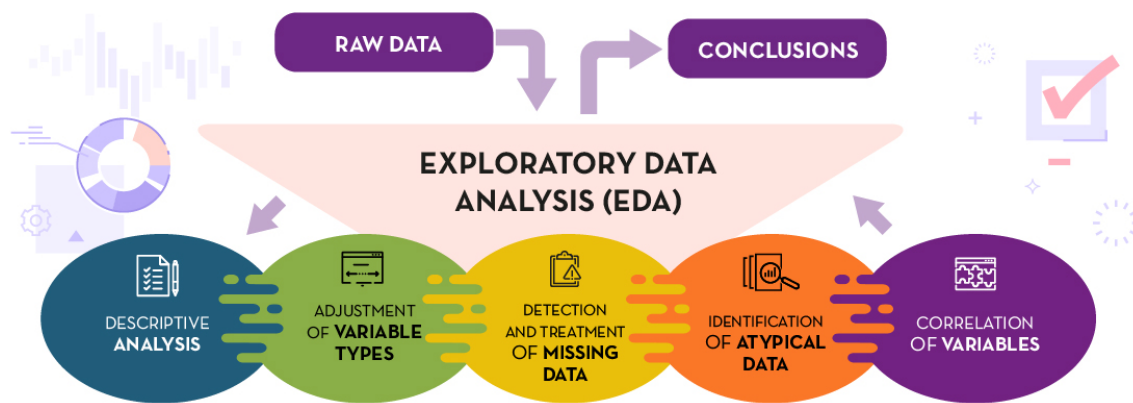 RAW DATA
CONCLUSIONS
EXPLORATORY DATA
ANALYSIS (EDA)
DESCRIPTIVE
ANALYSIS
ADJUSTMENT
OF VARIABLE
TYPES
DETECTION
AND TREATMENT
OF MISSING
DATA
IDENTIFICATION
OF ATYPICAL
DATA
CORRELATION
OF VARIABLES